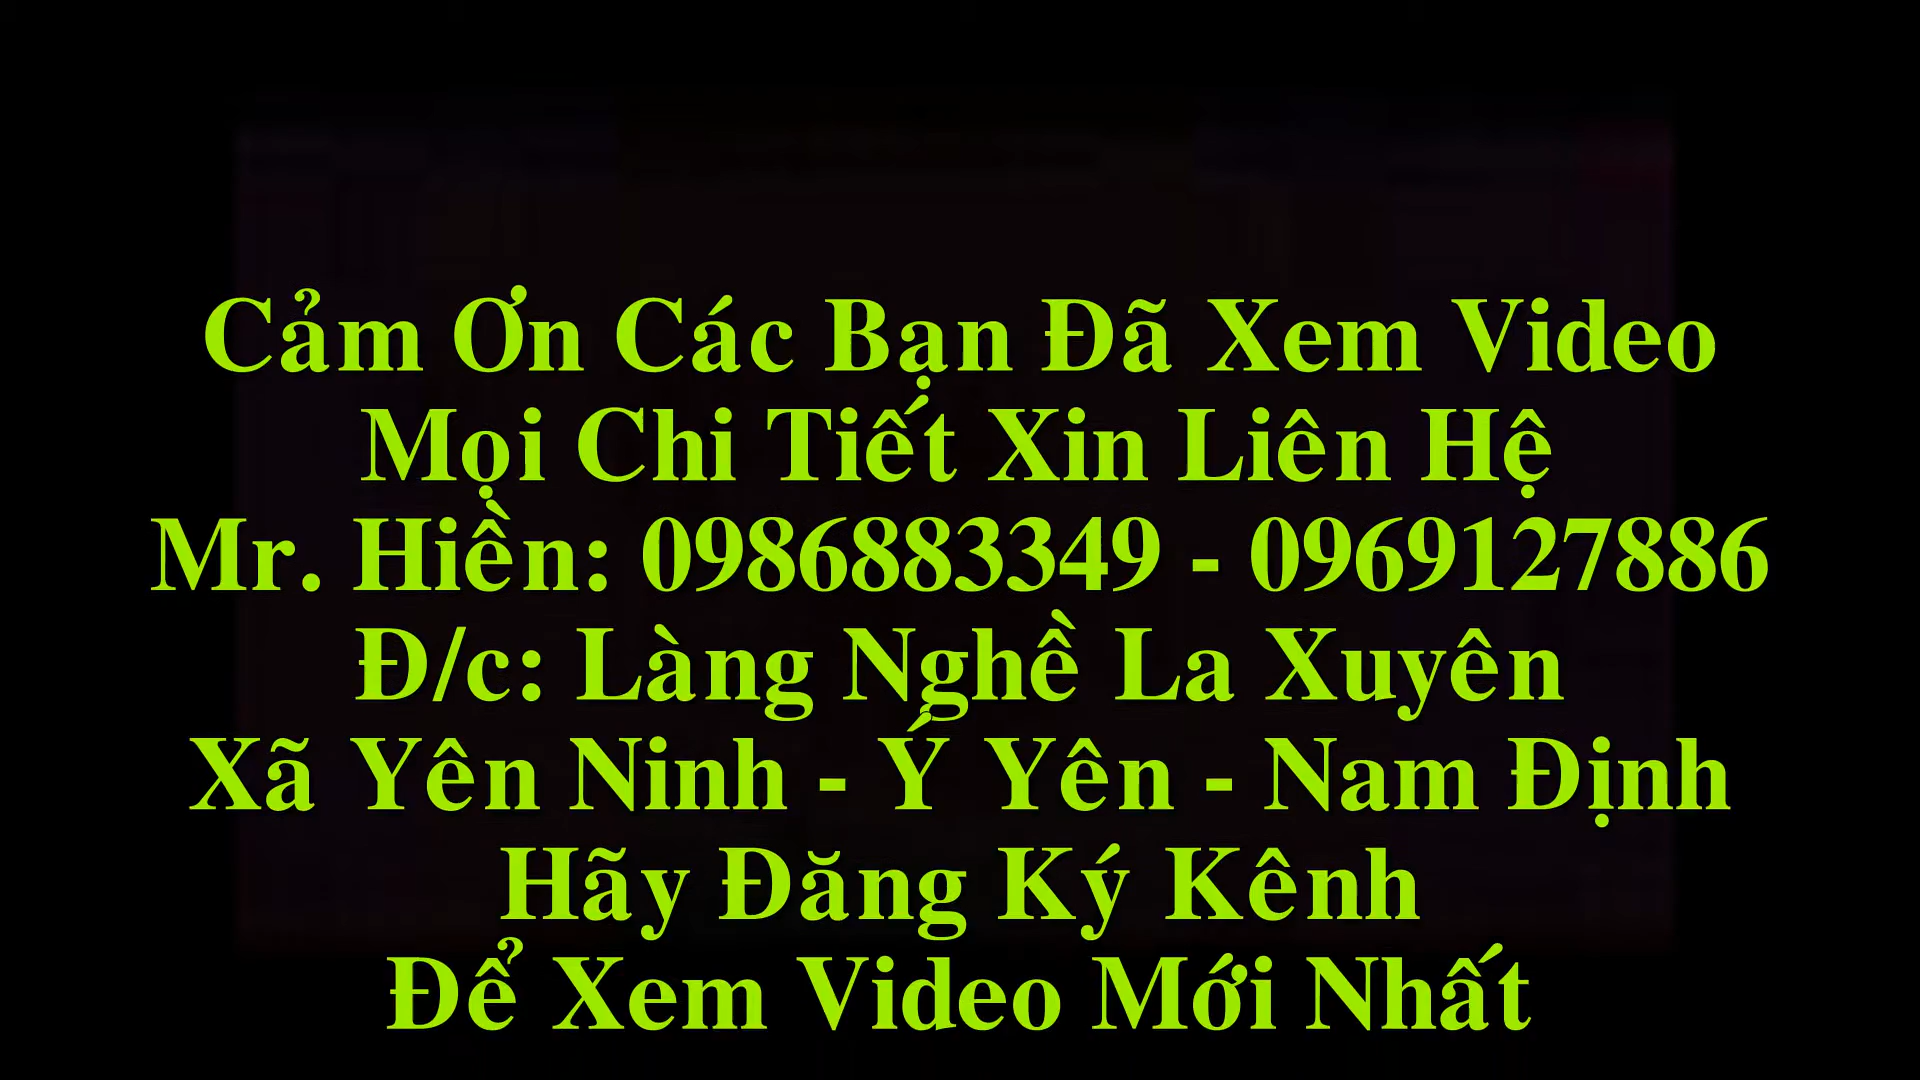 Cảm Ơn Các Bạn Đã Xem Video
Mọi Chi Tiết Xin Liên Hệ
Mr. Hiền: 0986883349 - 0969127886
Đ/c: Làng Nghề La Xuyên
Xã Yên Ninh - Ý Yên - Nam Định
Hãy Đăng Ký Kênh
Để Xem Video Mới Nhất